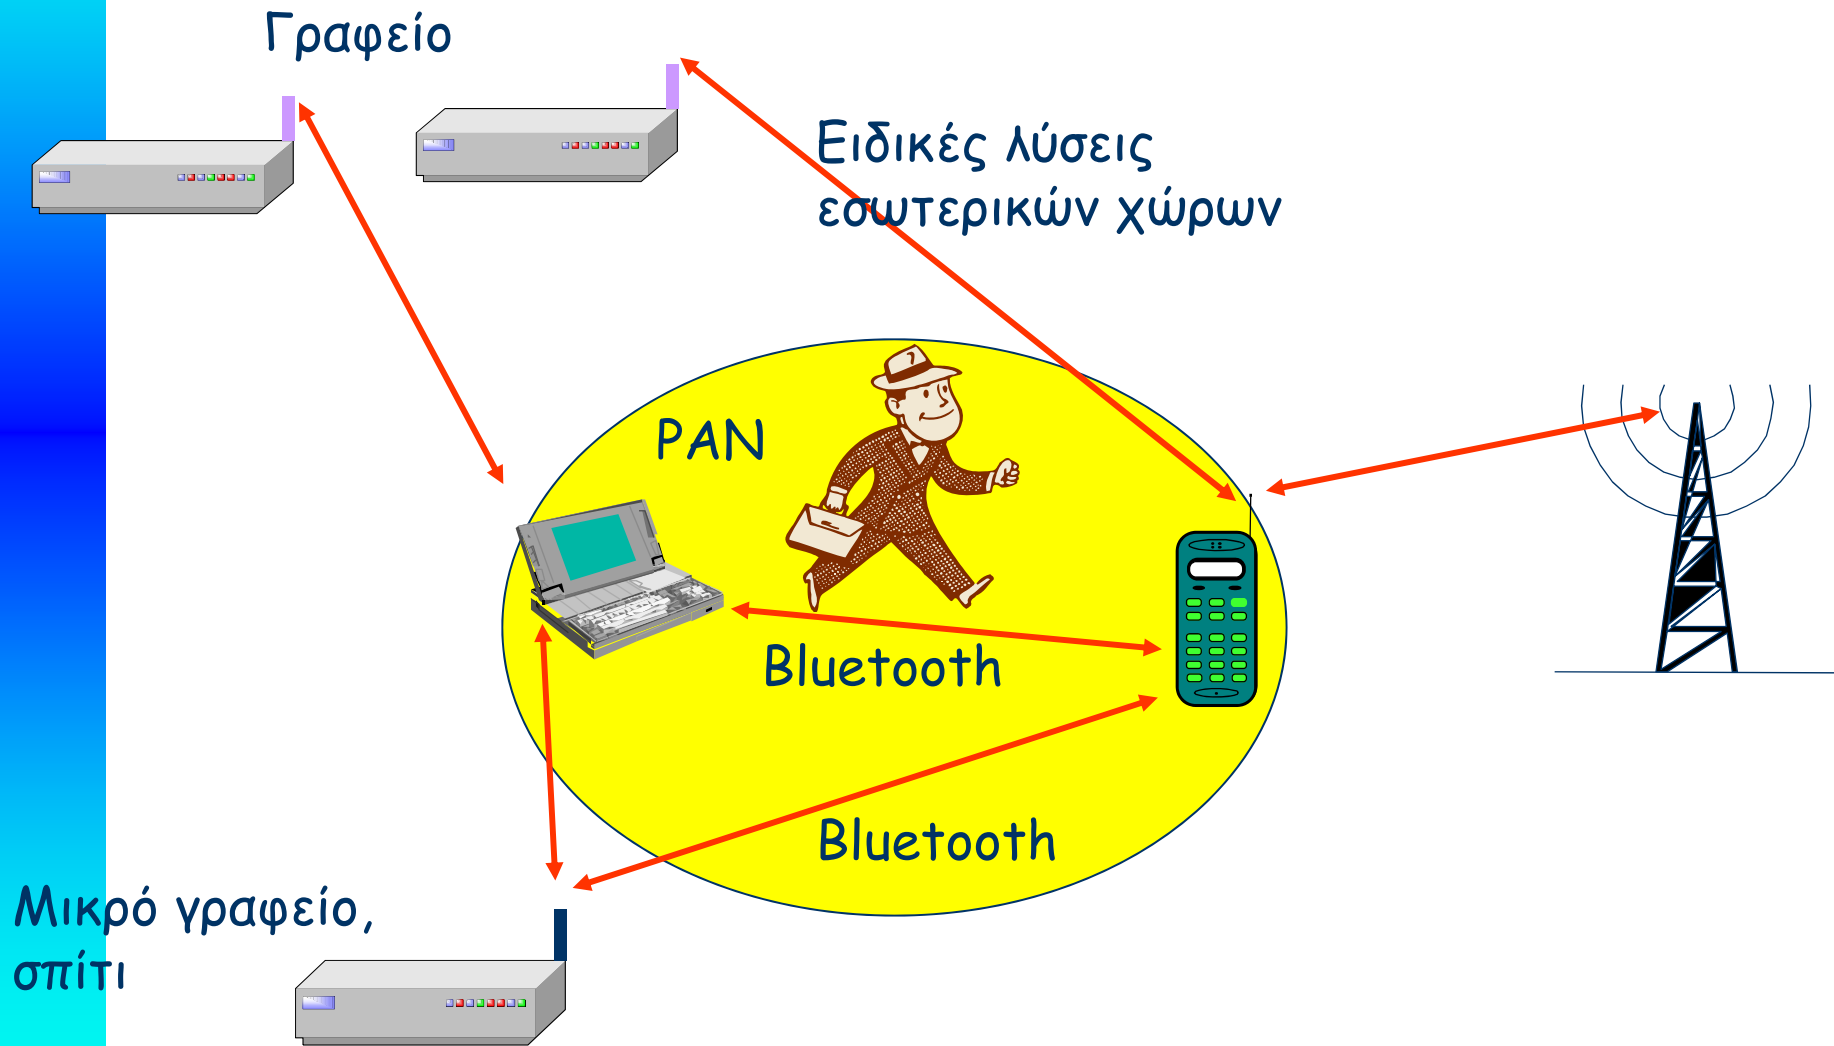 Γραφείο
Ειδικές λύσεις
εσωτερικών χώρων
PAN
Bluetooth
Bluetooth
Μικρό γραφείο,
σπίτι